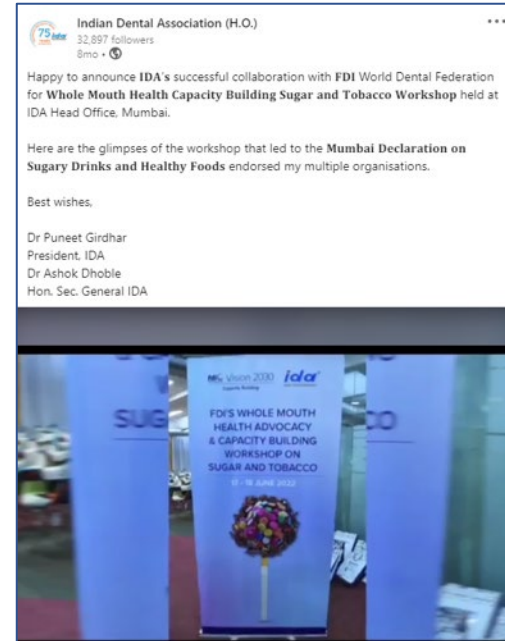 75 ida
Indian Dental Association (H.O.)
32,897 followers
8mo •
Happy to announce IDA's successful collaboration with FDI World Dental Federation
for Whole Mouth Health Capacity Building Sugar and Tobacco Workshop held at
IDA Head Office, Mumbai.
Here are the glimpses of the workshop that led to the Mumbai Declaration on
Sugary Drinks and Healthy Foods endorsed my multiple organisations.
Best wishes,
Dr Puneet Girdhar
President, IDA
Dr Ashok Dhoble
Hon. Sec. General IDA
Vision 2030 ida
Capacity Building
FDI'S WHOLE MOUTH
HEALTH ADVOCACY
& CAPACITY BUILDING
WORKSHOP ON
SUGAR AND TOBACCO
JUNE 2022
SUG
CO